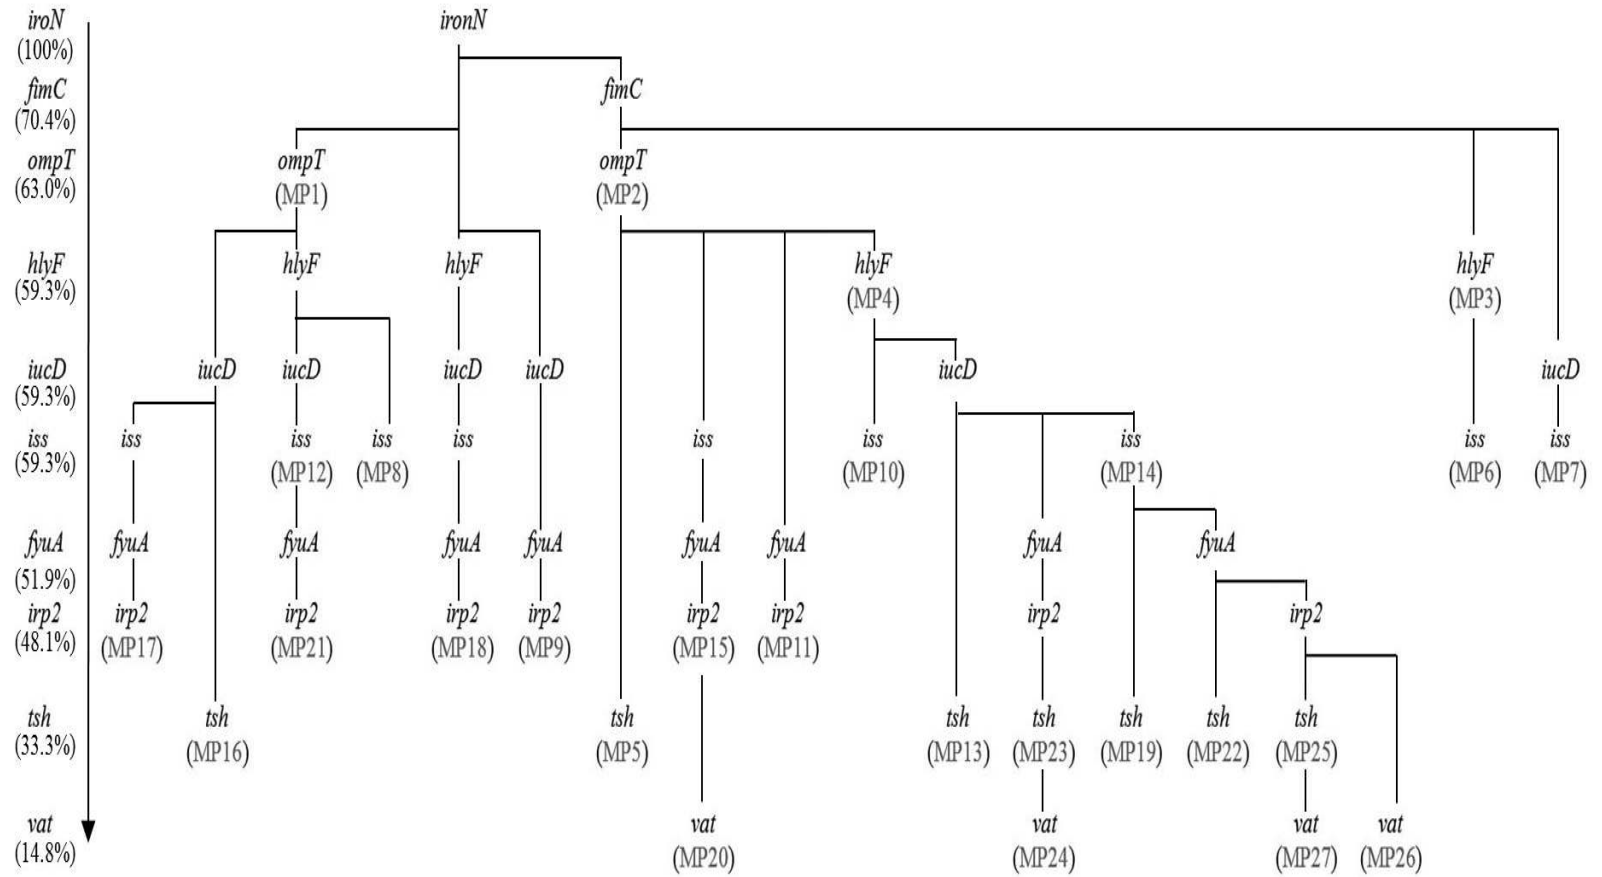 iroN ironN
(100%)
fimC fimC
(70.4%)
ompT ompT ompT
(63.0%) (MP1) (MP2)
hlyF hlyF hlyF hlyF hlyF
(59.3%) (MP4) (MP3)
iucD iucD iucD iucD iucD iucD iucD
(59.3%)
iss iss iss iss iss iss iss iss iss iss
(59.3%) (MP12) (MP8) (MP10) (MP14) (MP6) (MP7)
fyuA fyuA fyuA fyuA fyuA fyuA fyuA fyuA fyuA
(51.9%)
irp2 irp2 irp2 irp2 irp2 irp2 irp2 irp2 irp2
(48.1%) (MP17) (MP21) (MP18) (MP9) (MP15) (MP11)
tsh tsh tsh tsh tsh tsh tsh tsh
(33.3%) (MP16) (MP5) (MP13) (MP23) (MP19) (MP22) (MP25)
vat vat vat vat vat
(14.8%) (MP20) (MP24) (MP27) (MP26)